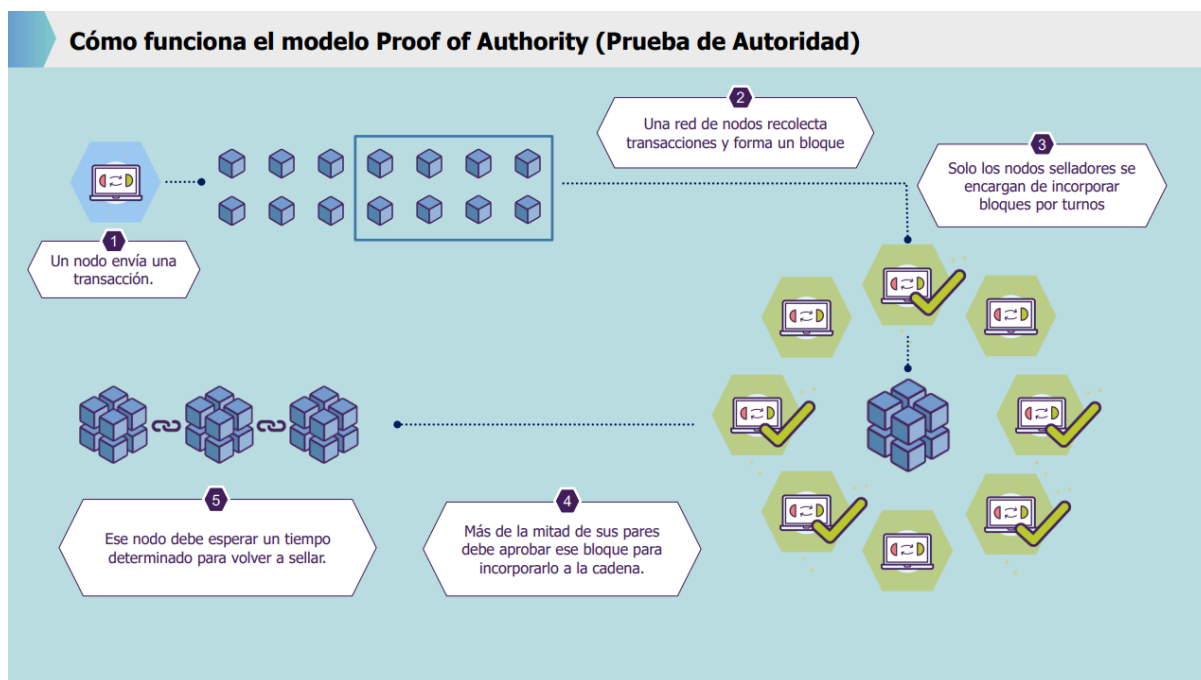 Cómo funciona el modelo Proof of Authority (Prueba de Autoridad)
1
Un nodo envía una
transacción.
2
Una red de nodos recolecta
transacciones y forma un bloque
3
Solo los nodos selladores se
encargan de incorporar
bloques por turnos
4
Más de la mitad de sus pares
debe aprobar ese bloque para
incorporarlo a la cadena.
5
Ese nodo debe esperar un tiempo
determinado para volver a sellar.